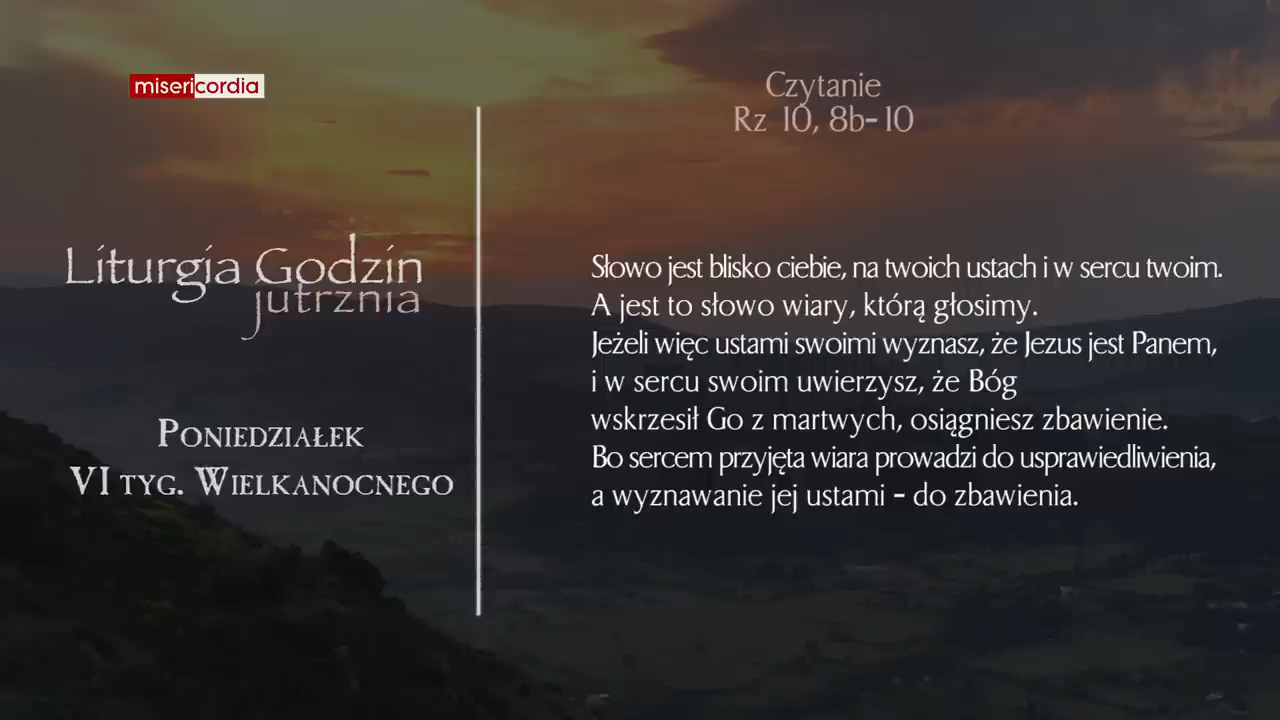 misericordia
Liturgia Godzin
jutrznia
Poniedziałek
VI tyg. Wielkanocnego
Czytanie
Rz 10, 8b-10
Słowo jest blisko ciebie, na twoich ustach i w sercu twoim.
A jest to słowo wiary, którą głosimy.
Jeżeli więc ustami swoimi wyznasz, że Jezus jest Panem,
i w sercu swoim uwierzysz, że Bóg
wskrzesił Go z martwych, osiągniesz zbawienie.
Bo sercem przyjęta wiara prowadzi do usprawiedliwienia,
a wyznawanie jej ustami - do zbawienia.